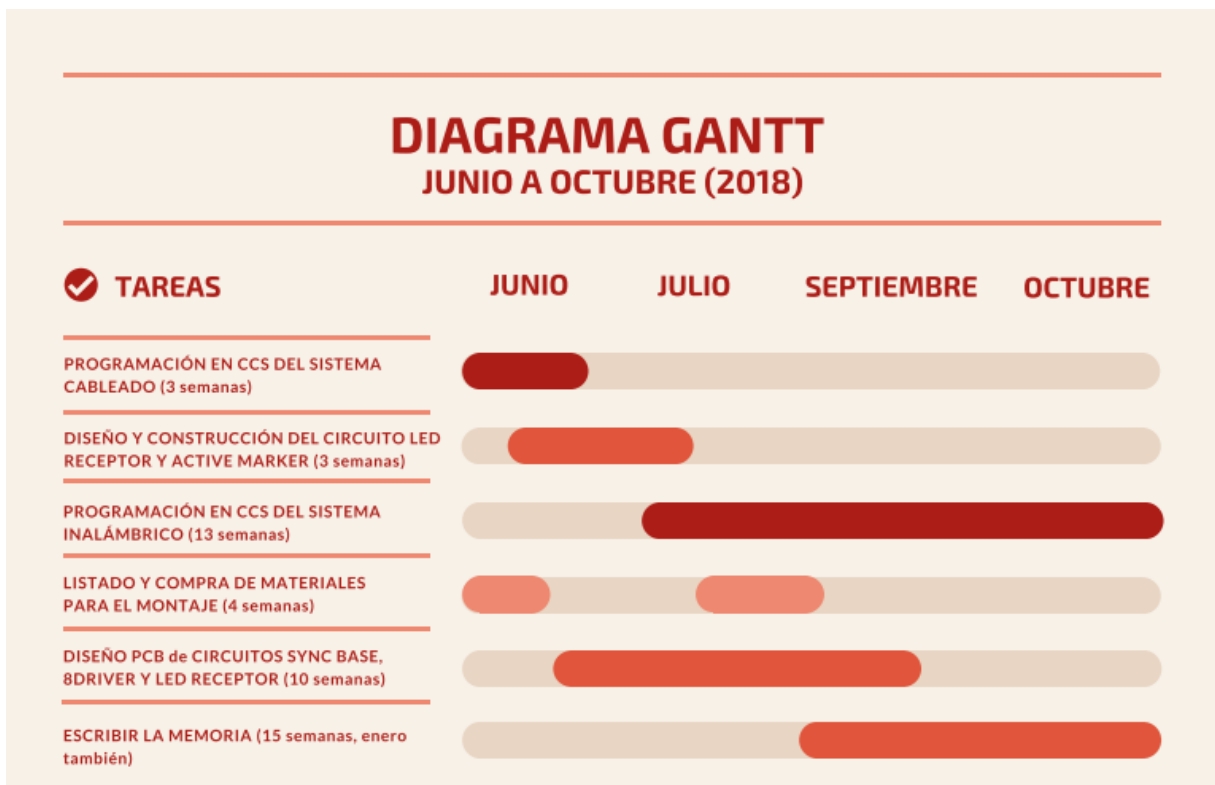 DIAGRAMA GANTT
JUNIO A OCTUBRE (2018)
TAREAS
JUNIO
JULIO
SEPTIEMBRE
OCTUBRE
PROGRAMACIÓN EN CCS DEL SISTEMA
CABLEADO (3 semanas)
DISEÑO Y CONSTRUCCIÓN DEL CIRCUITO LED
RECEPTOR Y ACTIVE MARKER (3 semanas)
PROGRAMACIÓN EN CCS DEL SISTEMA
INALÁMBRICO (13 semanas)
LISTADO Y COMPRA DE MATERIALES
PARA EL MONTAJE (4 semanas)
DISEÑO PCB de CIRCUITOS SYNC BASE,
8DRIVER Y LED RECEPTOR (10 semanas)
ESCRIBIR LA MEMORIA (15 semanas, enero
también)